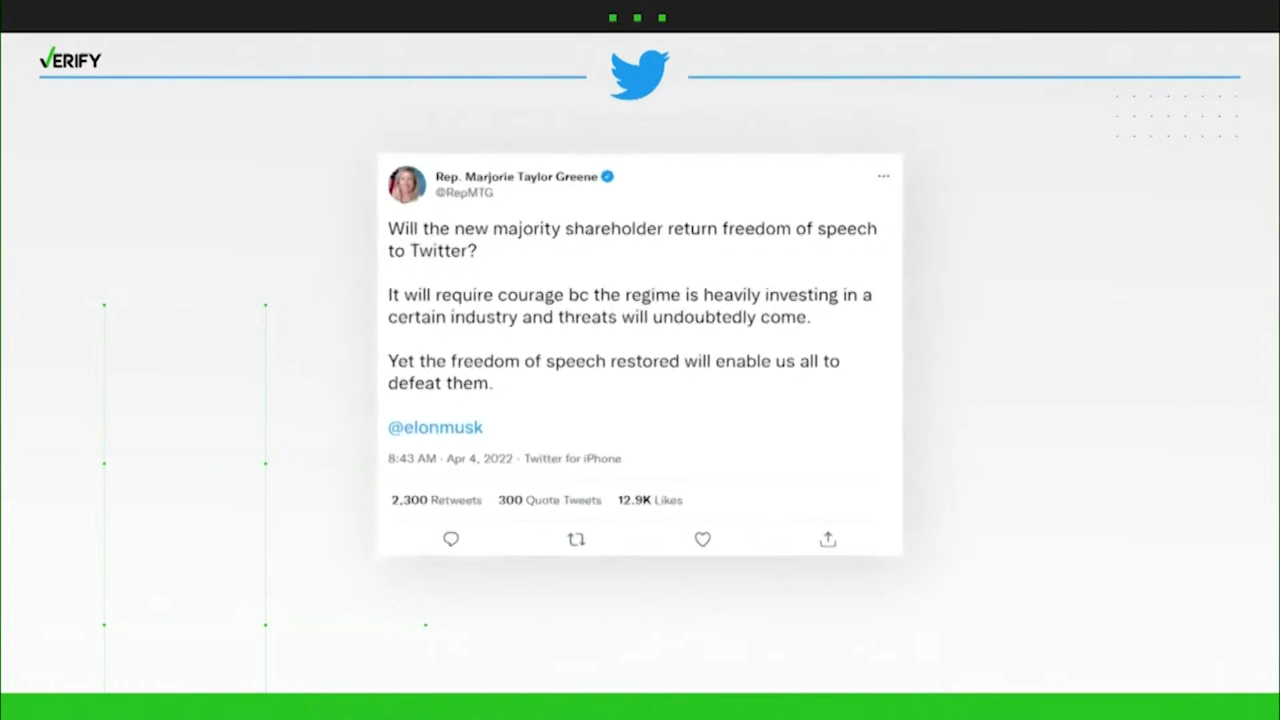 VERIFY
Rep. Marjorie Taylor Greene
@RepMTG
Will the new majority shareholder return freedom of speech
to Twitter?
It will require courage bc the regime is heavily investing in a
certain industry and threats will undoubtedly come.
Yet the freedom of speech restored will enable us all to
defeat them.
@elonmusk
8:43 AM · Apr 4, 2022 · Twitter for iPhone
2,300 Retweets 300 Quote Tweets 12.9K Likes